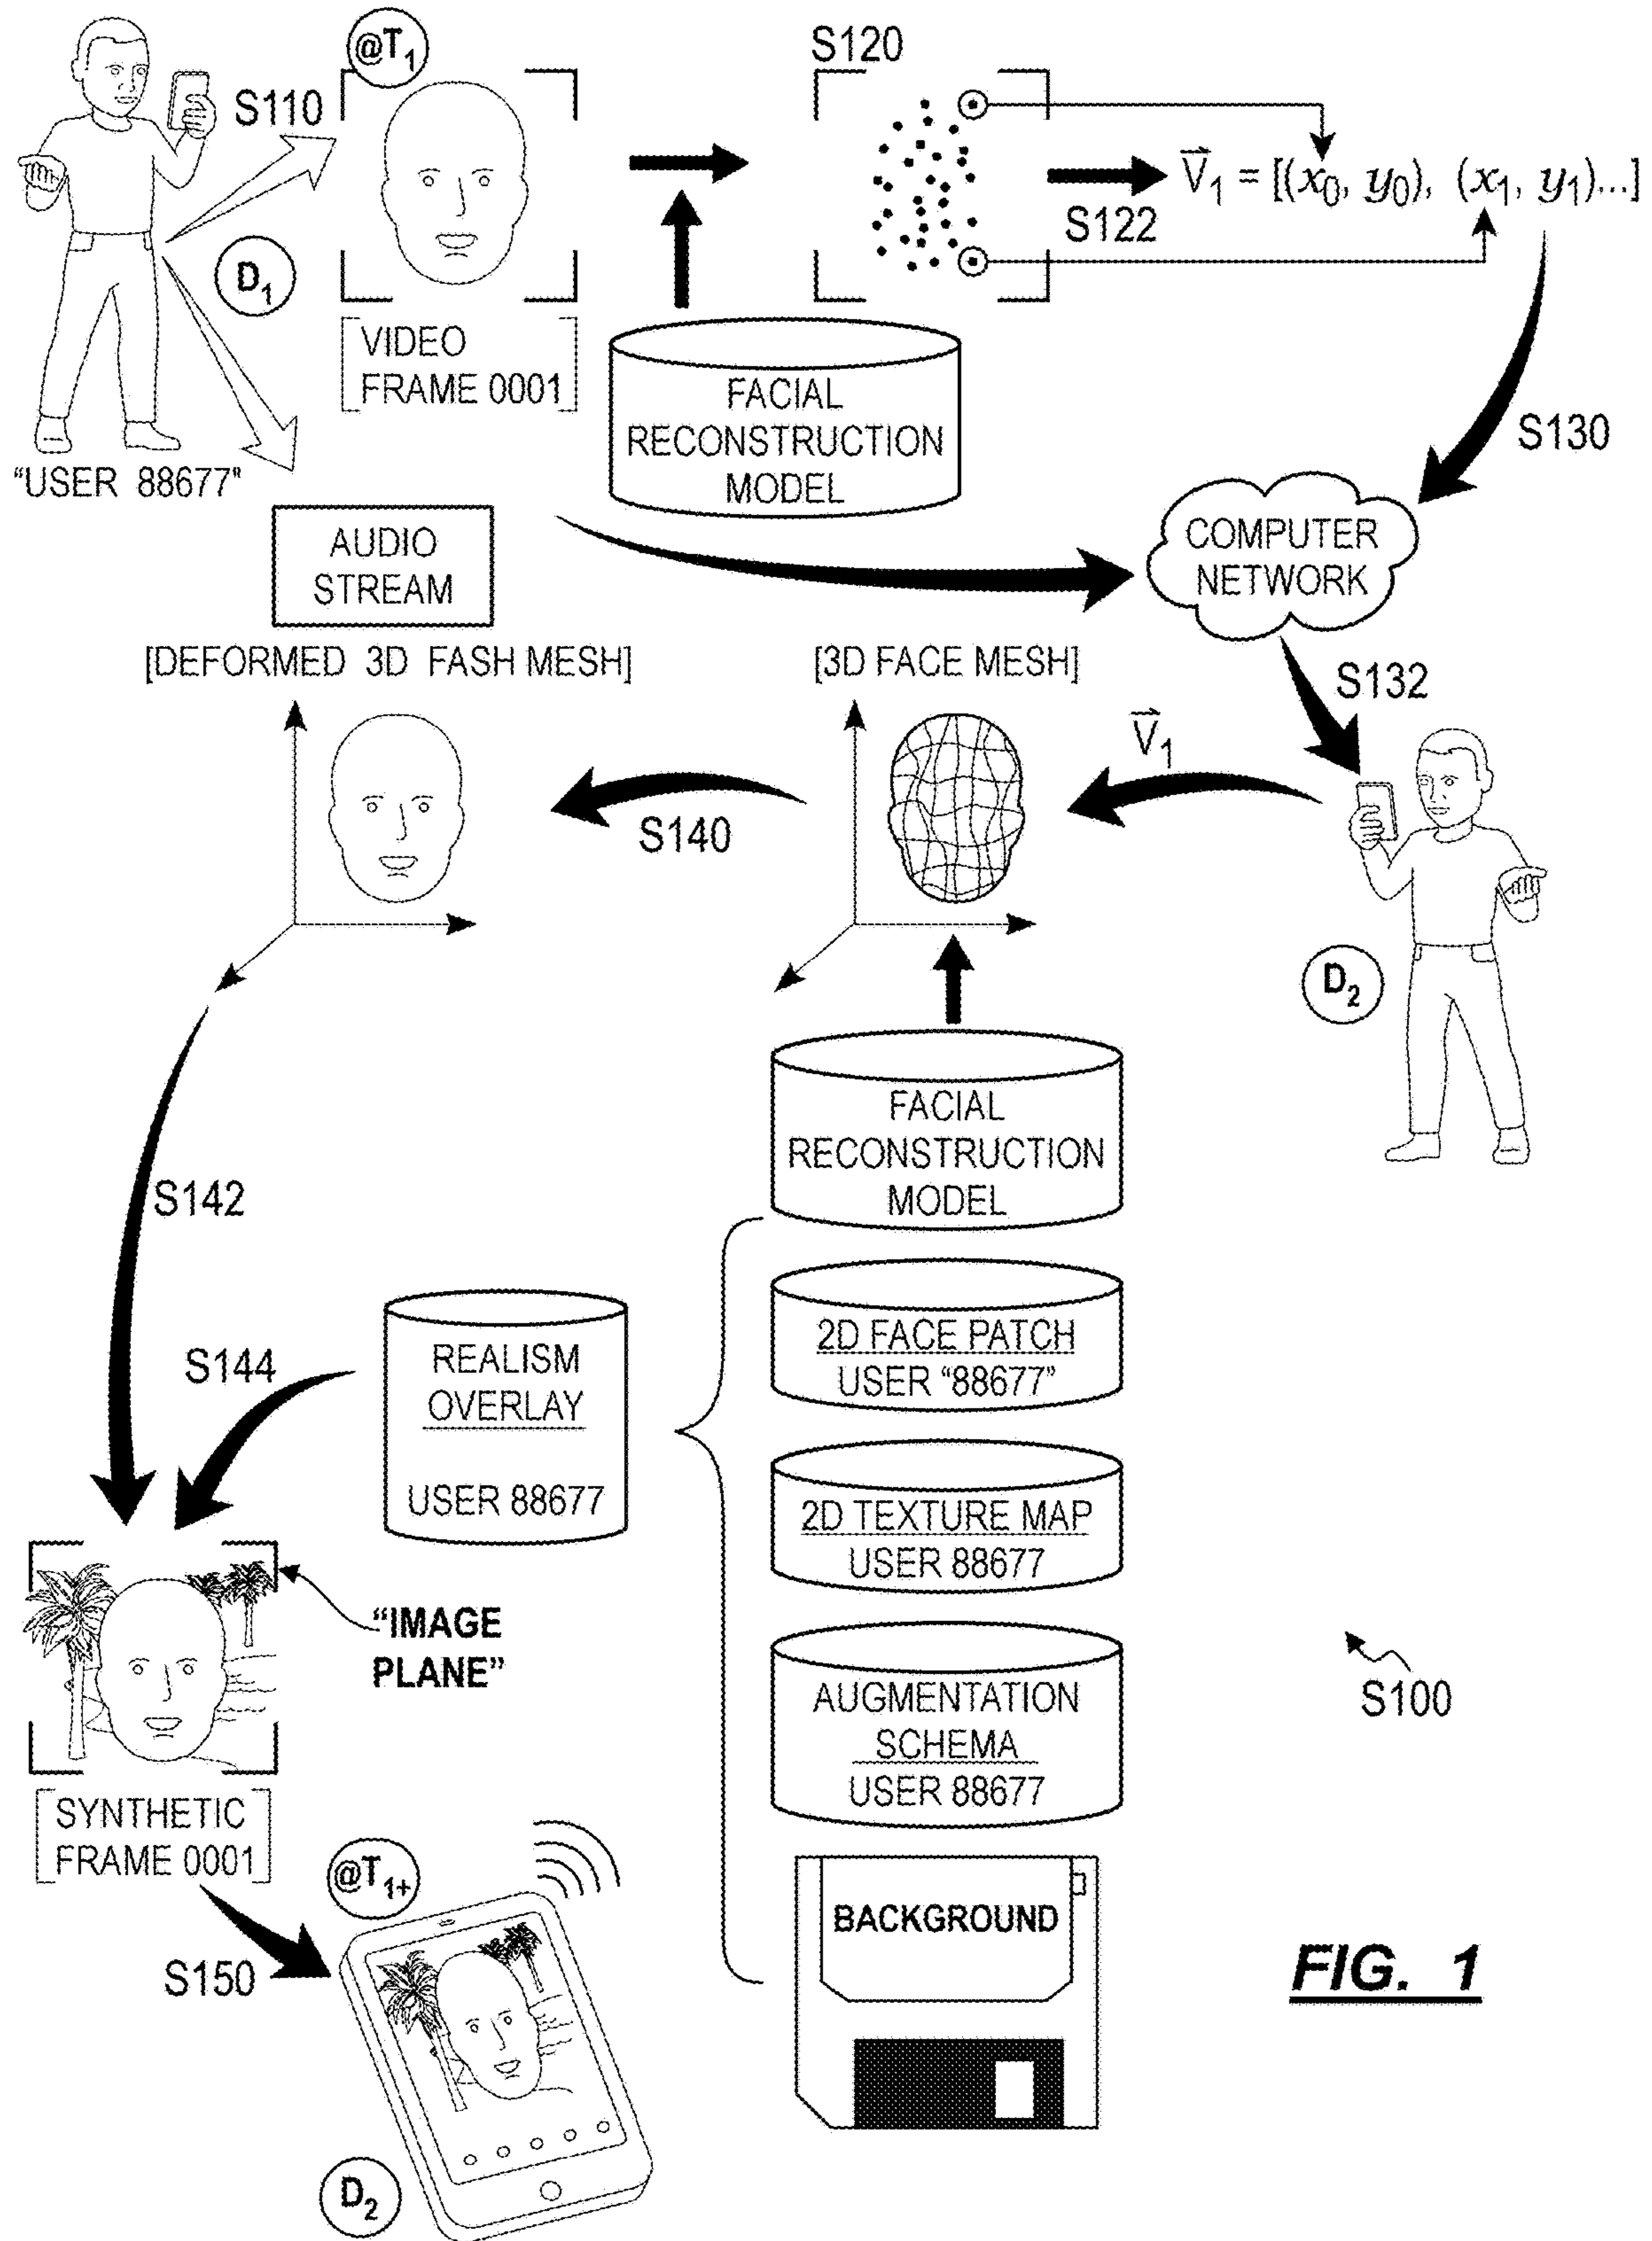 @T1
S110
D1
VIDEO
FRAME 0001
"USER 88677"
S120
S122
V⃗1 = [(x0, y0), (x1, y1)...]
FACIAL
RECONSTRUCTION
MODEL
S130
AUDIO
STREAM
COMPUTER
NETWORK
[DEFORMED 3D FASH MESH]
[3D FACE MESH]
S132
V⃗1
S140
D2
FACIAL
RECONSTRUCTION
MODEL
S142
2D FACE PATCH
USER "88677"
S144
REALISM
OVERLAY
USER 88677
2D TEXTURE MAP
USER 88677
"IMAGE
PLANE"
AUGMENTATION
SCHEMA
USER 88677
S100
SYNTHETIC
FRAME 0001
@T1+
S150
BACKGROUND
D2
FIG. 1